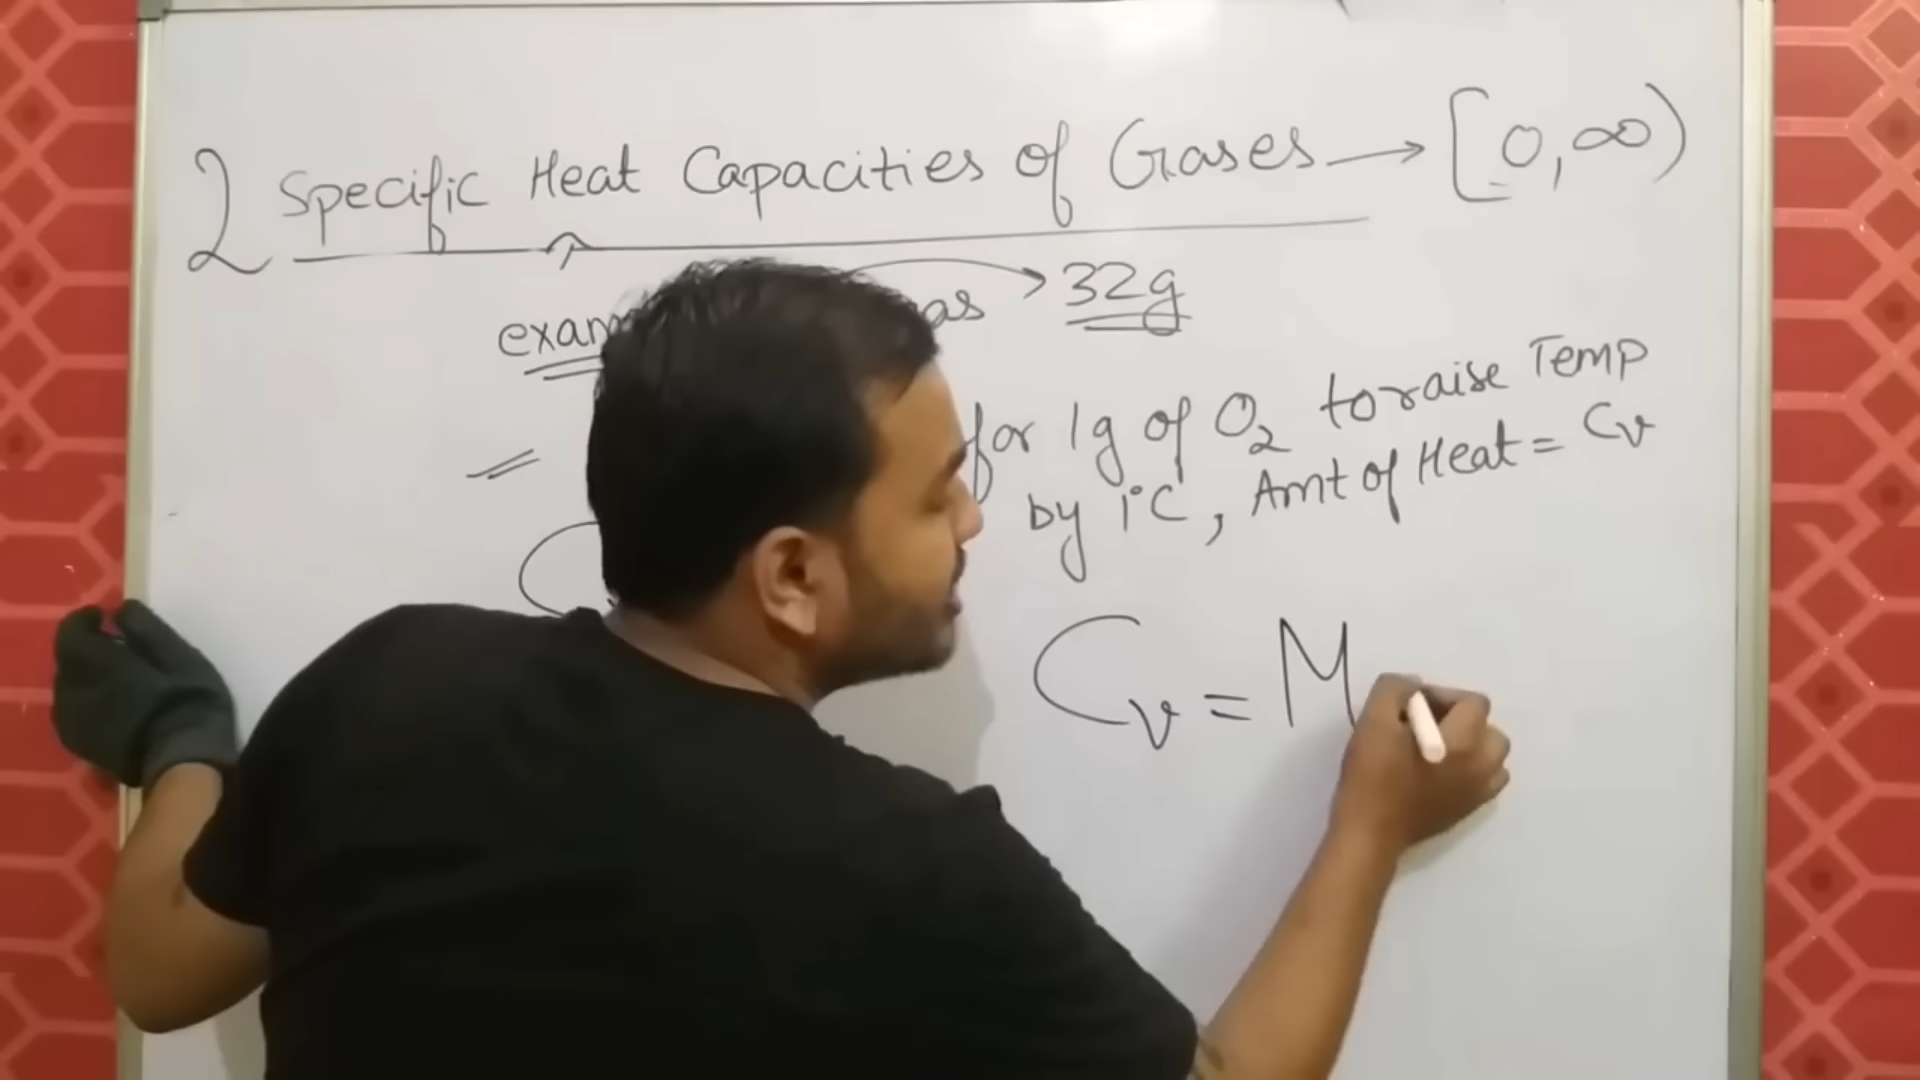 2 Specific Heat Capacities of Gases → [0, ∞)
as → 32g
for 1g of O₂ to raise Temp
by 1°C, Amt of Heat = Cv
Cv = M